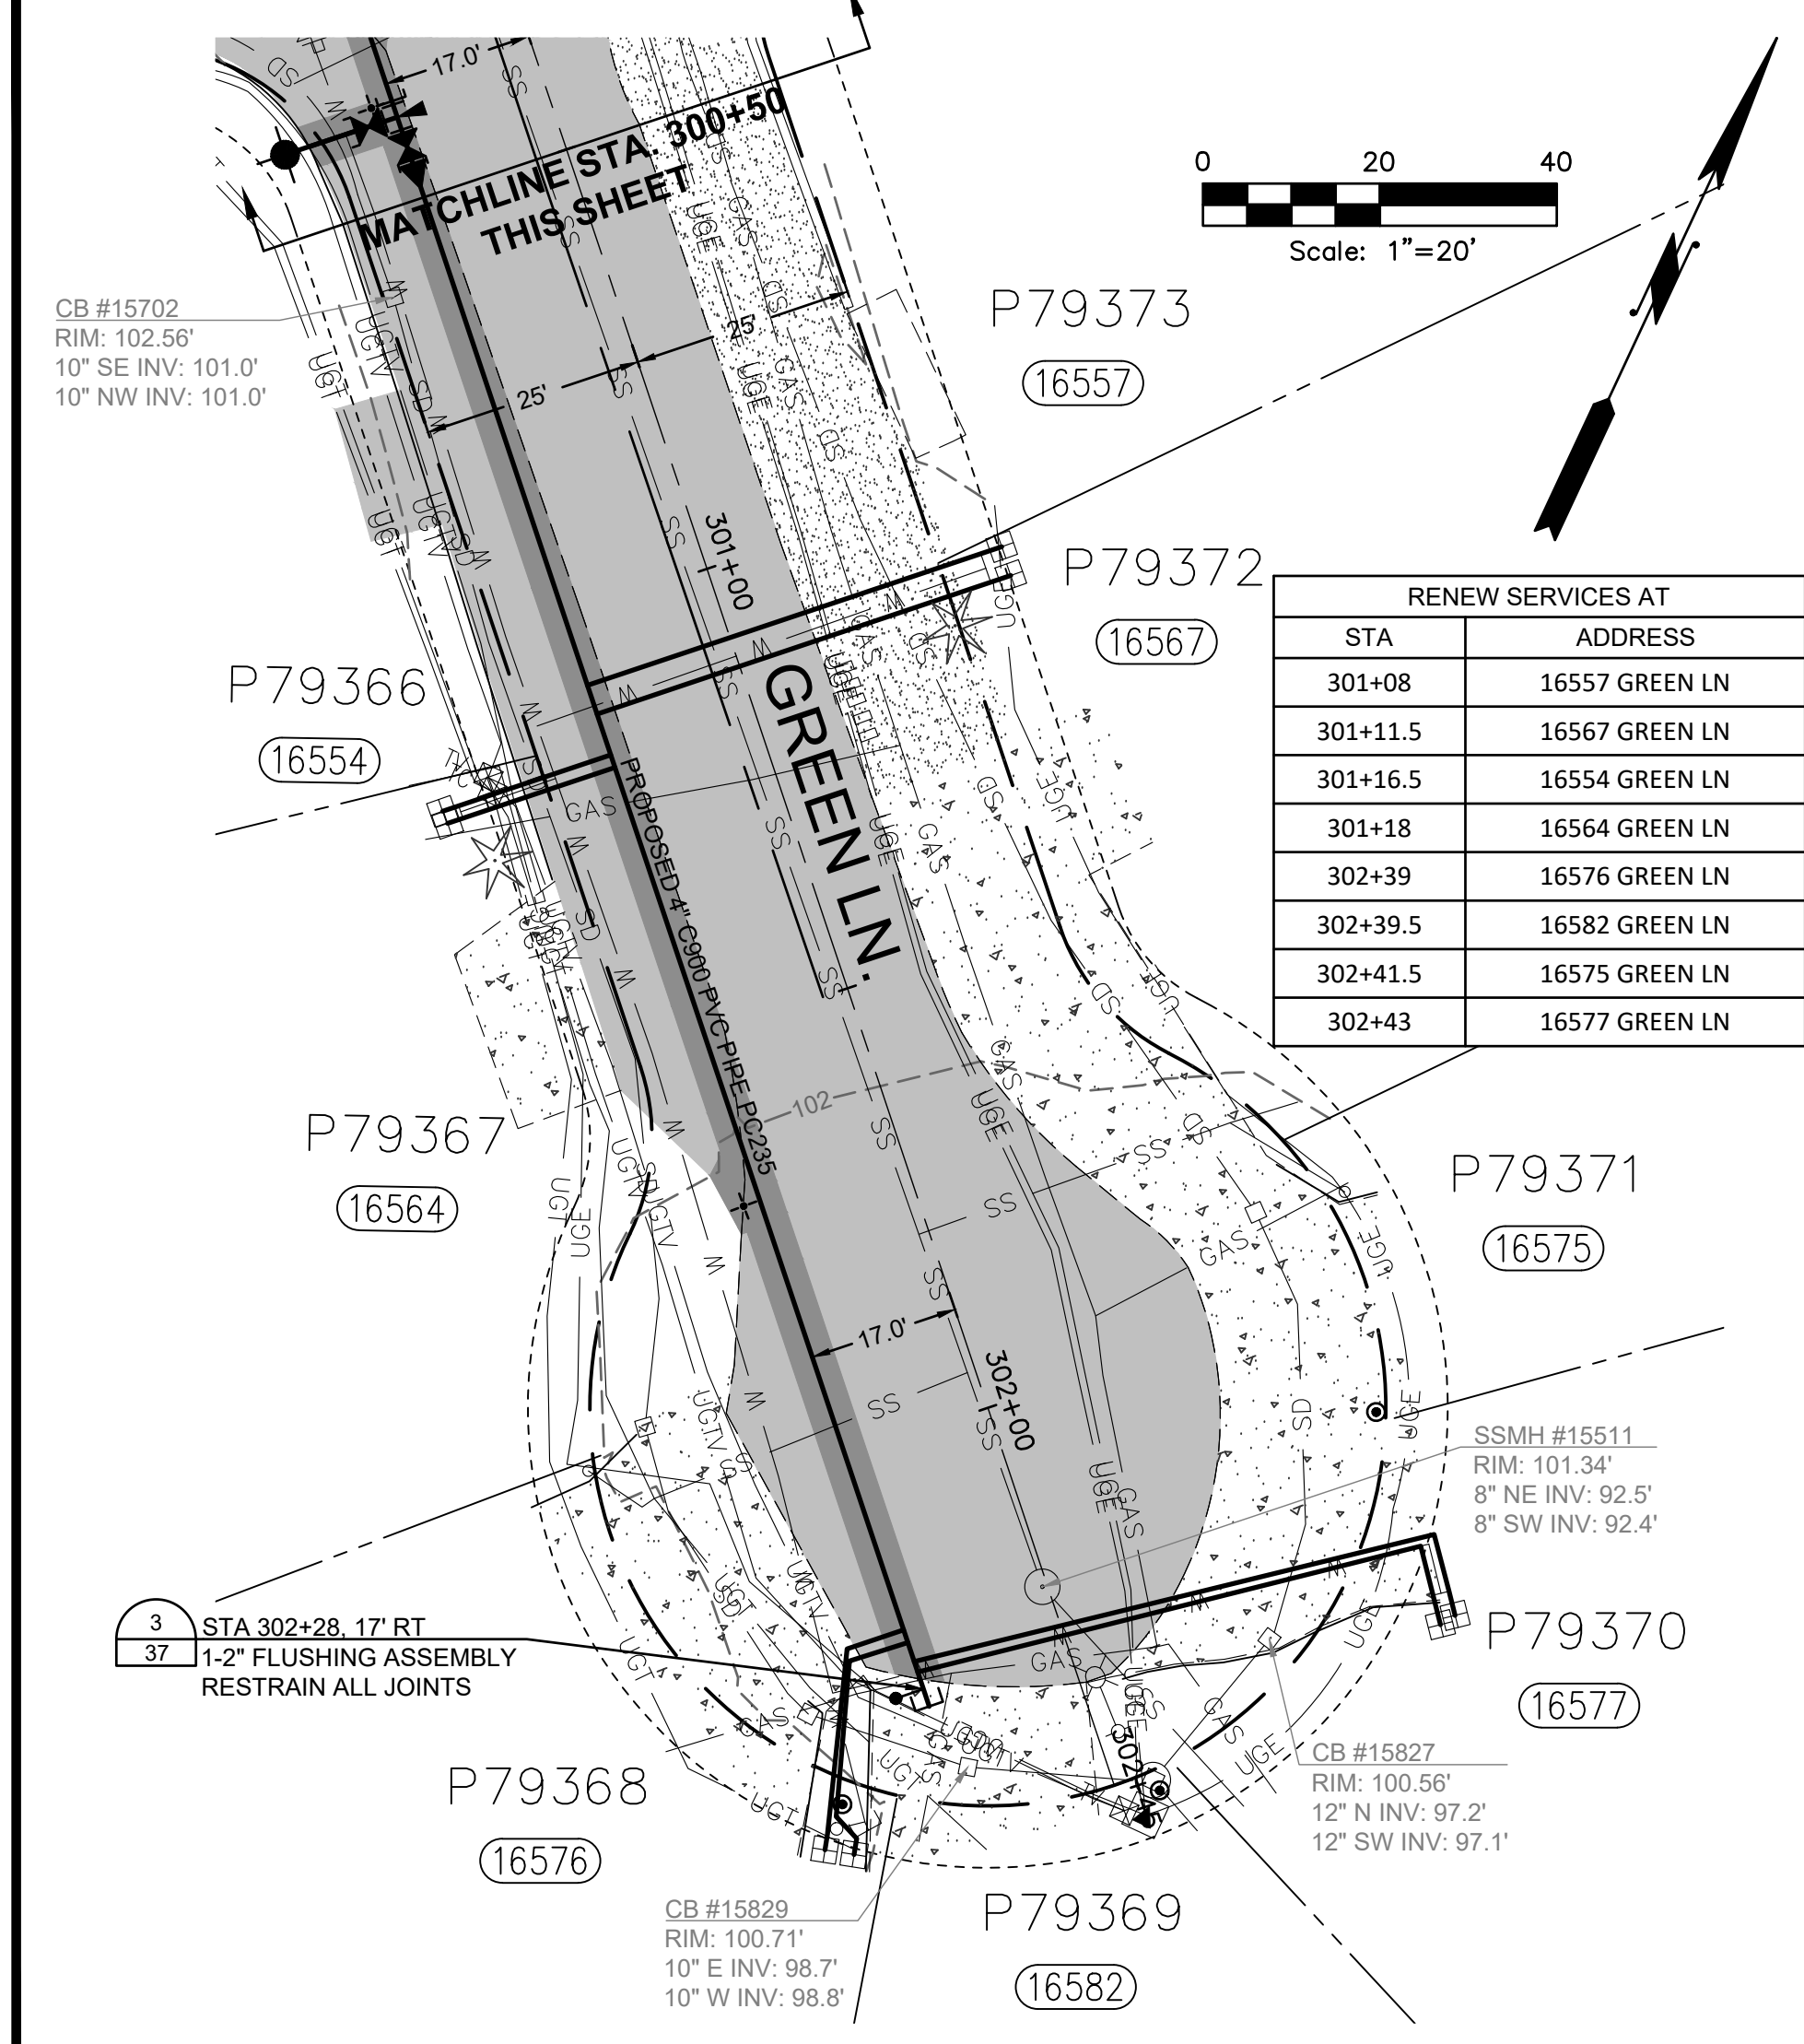 17.0'
MATCHLINE STA. 300+50
THIS SHEET
0 20 40
Scale: 1"=20'
CB #15702
RIM: 102.56'
10" SE INV: 101.0'
10" NW INV: 101.0'
P79373
16557
25'
25'
301+00
P79372
16567
P79366
16554
RENEW SERVICES AT
STA ADDRESS
301+08 16557 GREEN LN
301+11.5 16567 GREEN LN
301+16.5 16554 GREEN LN
301+18 16564 GREEN LN
302+39 16576 GREEN LN
302+39.5 16582 GREEN LN
302+41.5 16575 GREEN LN
302+43 16577 GREEN LN
GREEN LN.
PROPOSED 4" C900 PVC PIPE PC235
GAS
W
SD
SS
UGE
UGT
UGTV
102
P79367
16564
P79371
16575
17.0'
302+00
SSMH #15511
RIM: 101.34'
8" NE INV: 92.5'
8" SW INV: 92.4'
3
37
STA 302+28, 17' RT
1-2" FLUSHING ASSEMBLY
RESTRAIN ALL JOINTS
P79370
16577
P79368
16576
CB #15827
RIM: 100.56'
12" N INV: 97.2'
12" SW INV: 97.1'
CB #15829
RIM: 100.71'
10" E INV: 98.7'
10" W INV: 98.8'
P79369
16582